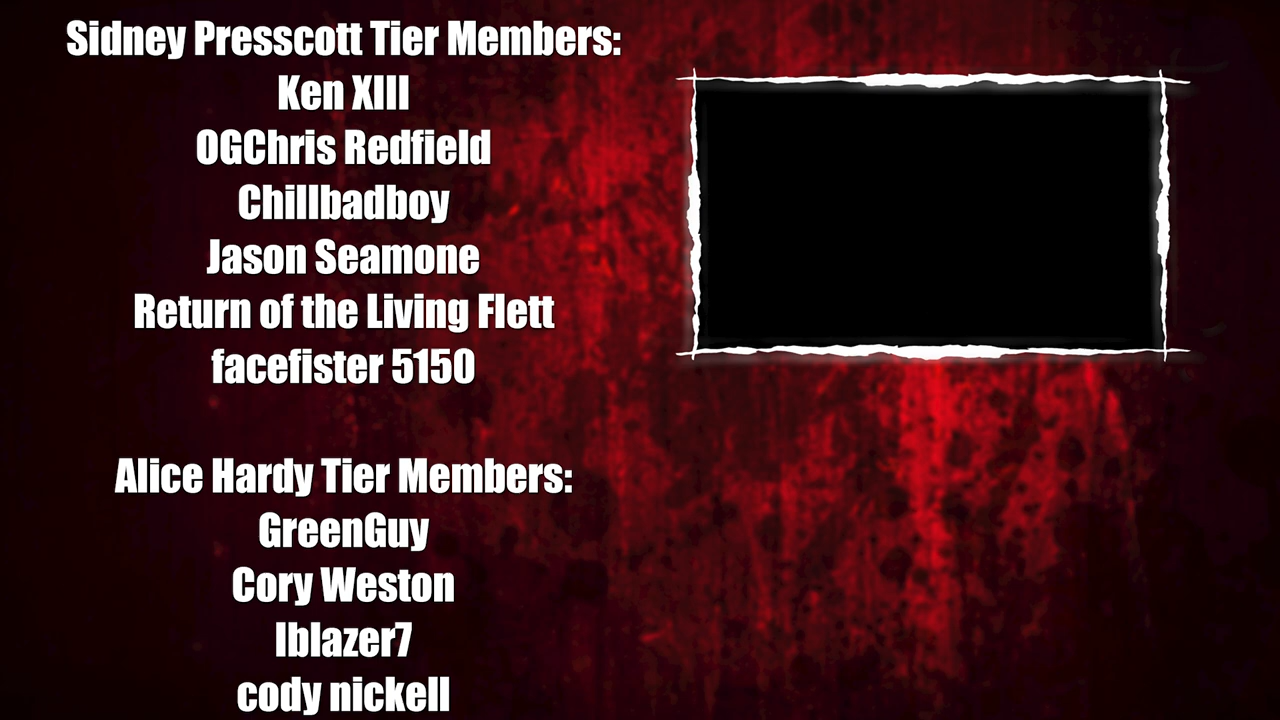 Sidney Presscott Tier Members:
Ken XIII
OGChris Redfield
Chillbadboy
Jason Seamone
Return of the Living Flett
facefister 5150
Alice Hardy Tier Members:
GreenGuy
Cory Weston
lblazer7
cody nickell